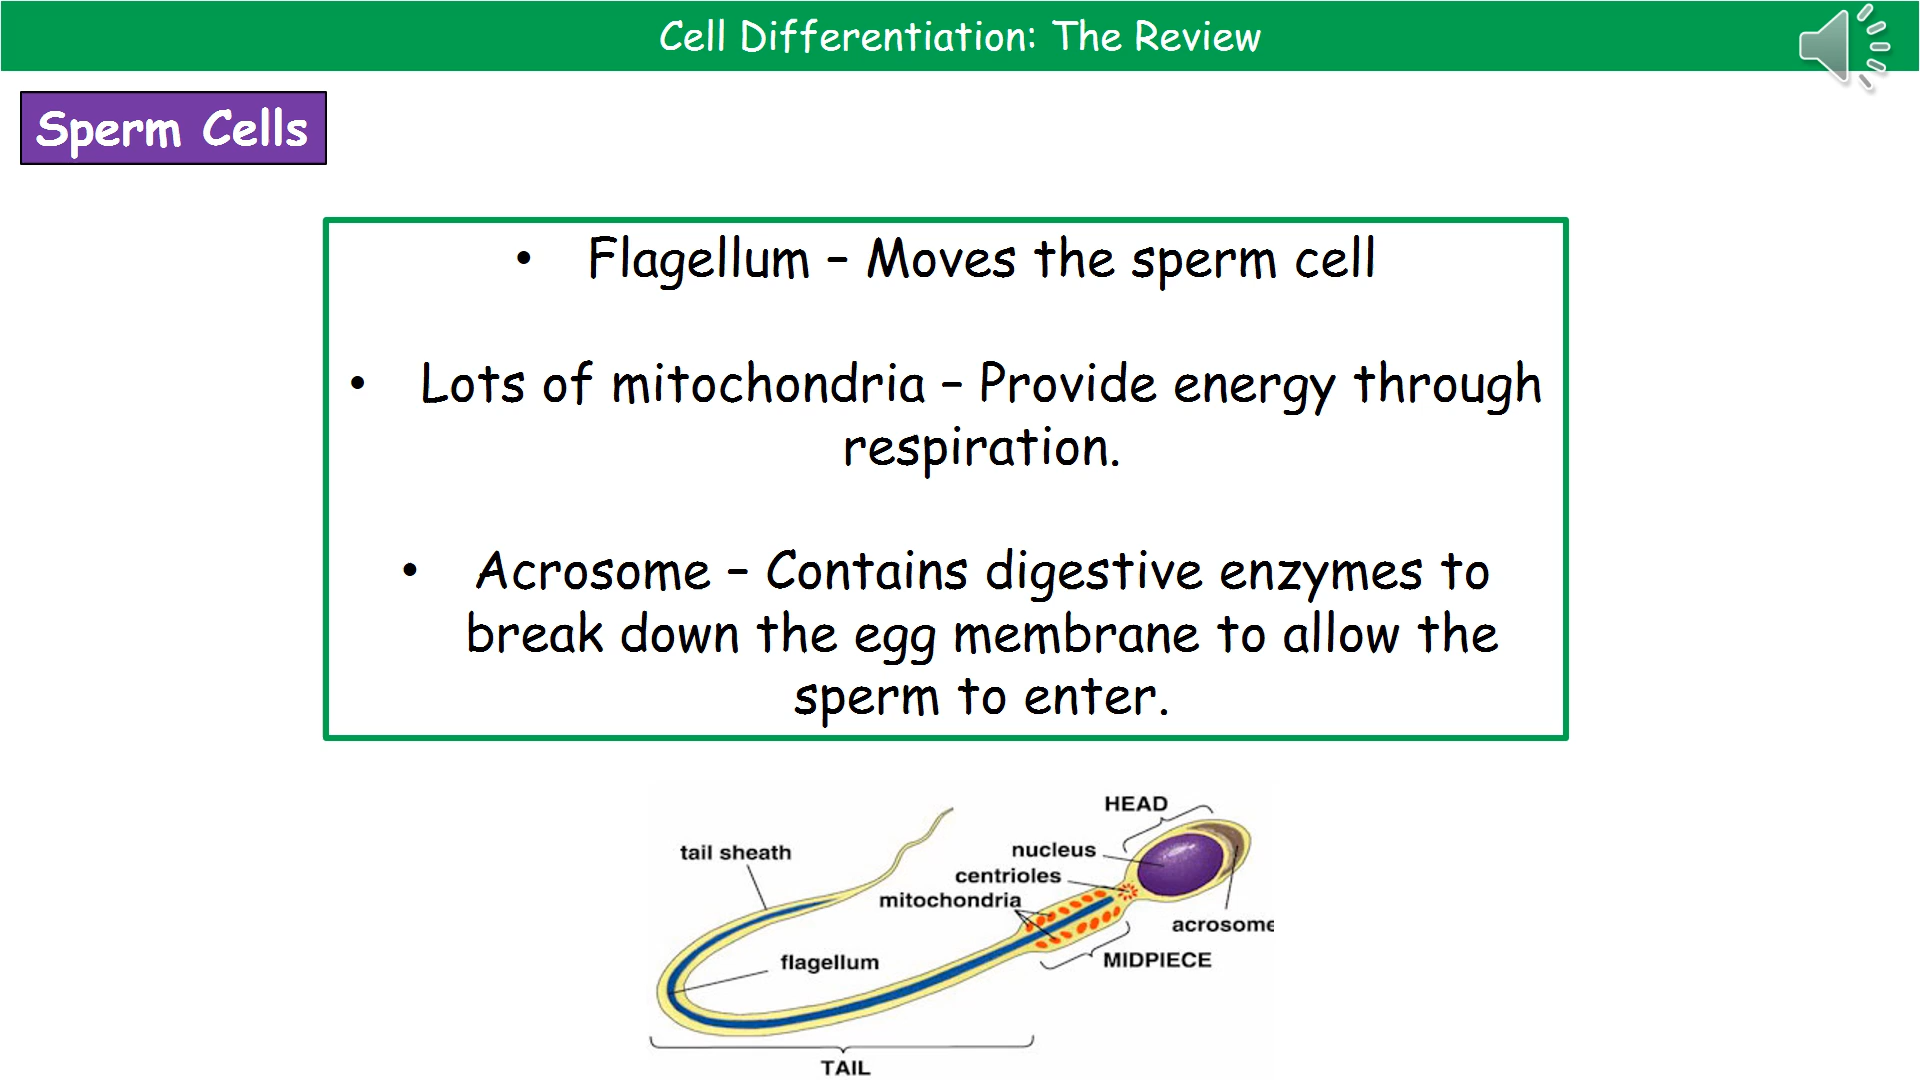 Cell Differentiation: The Review
Sperm Cells
• Flagellum – Moves the sperm cell
• Lots of mitochondria – Provide energy through
respiration.
• Acrosome – Contains digestive enzymes to
break down the egg membrane to allow the
sperm to enter.
HEAD
tail sheath
nucleus
centrioles
mitochondria
acrosome
flagellum
MIDPIECE
TAIL